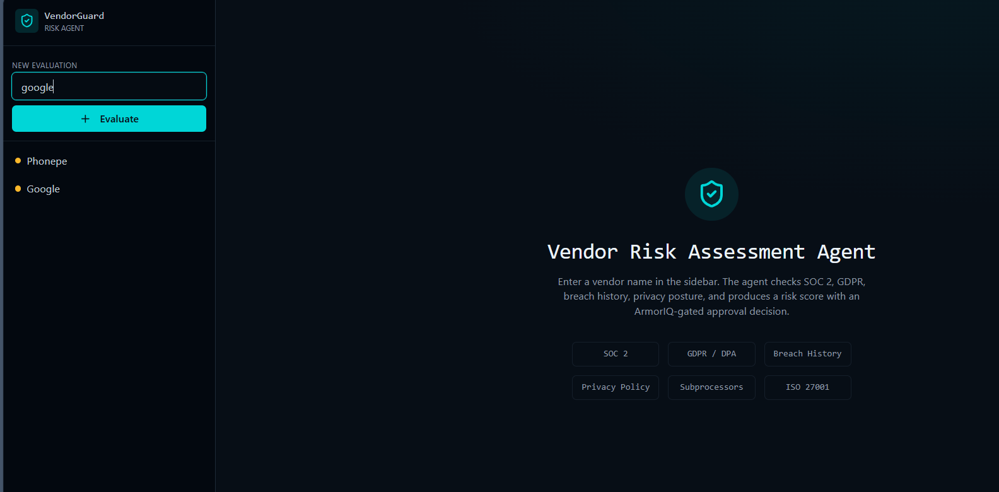 VendorGuard
RISK AGENT
NEW EVALUATION
google
+ Evaluate
Phonepe
Google
Vendor Risk Assessment Agent
Enter a vendor name in the sidebar. The agent checks SOC 2, GDPR,
breach history, privacy posture, and produces a risk score with an
ArmorIQ-gated approval decision.
SOC 2
GDPR / DPA
Breach History
Privacy Policy
Subprocessors
ISO 27001